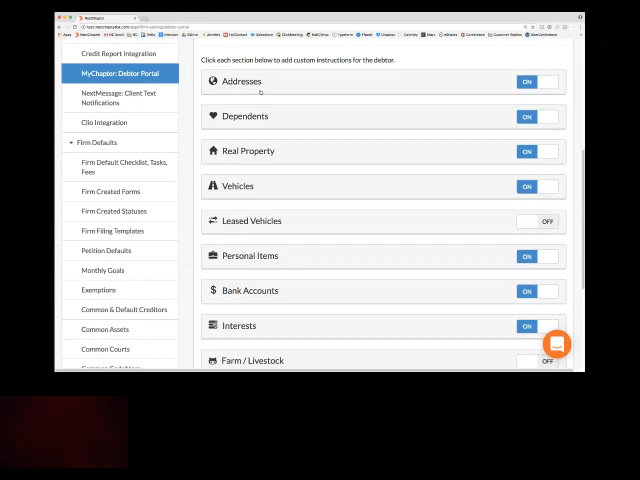 NextChapter
Credit Report Integration
MyChapter: Debtor Portal
NextMessage: Client Text
Notifications
Clio Integration
Firm Defaults
Firm Default Checklist, Tasks,
Fees
Firm Created Forms
Firm Created Statuses
Firm Filing Templates
Petition Defaults
Monthly Goals
Exemptions
Common & Default Creditors
Common Assets
Common Courts
Click each section below to add custom instructions for the debtor.
Addresses ON
Dependents ON
Real Property ON
Vehicles ON
Leased Vehicles OFF
Personal Items ON
Bank Accounts ON
Interests ON
Farm / Livestock OFF